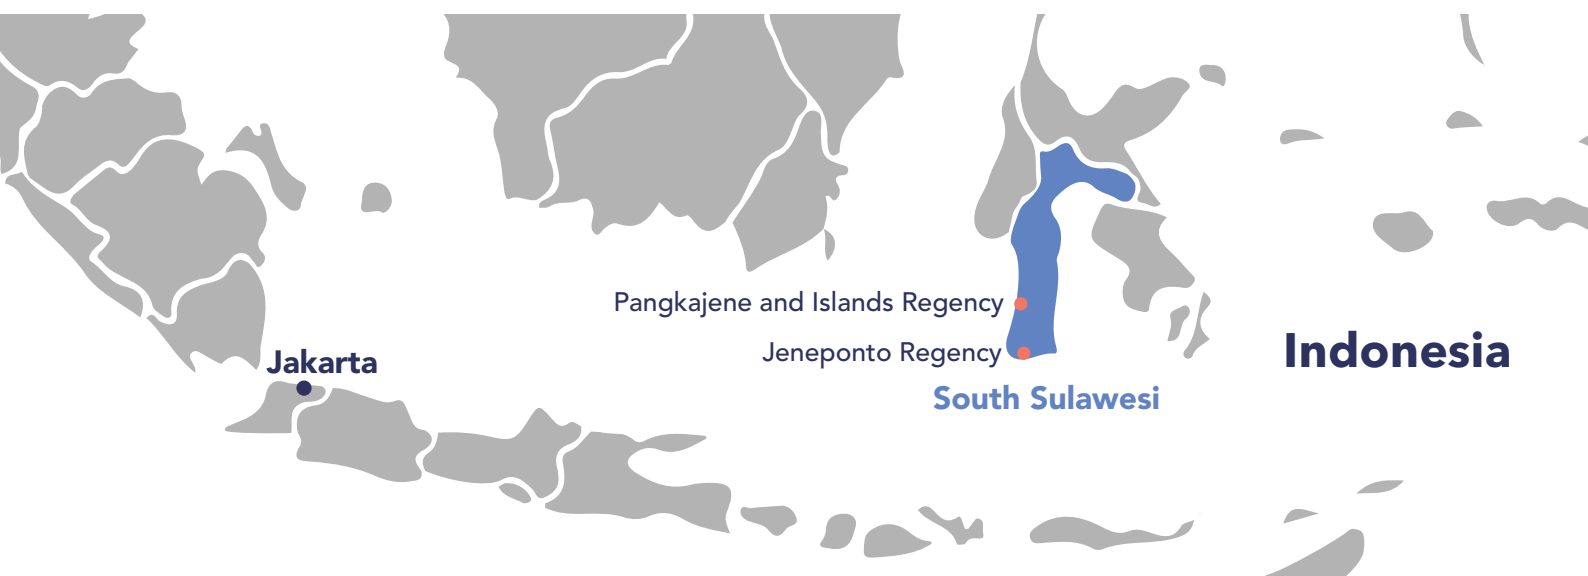 Pangkajene and Islands Regency
Jeneponto Regency
Indonesia
Jakarta
South Sulawesi